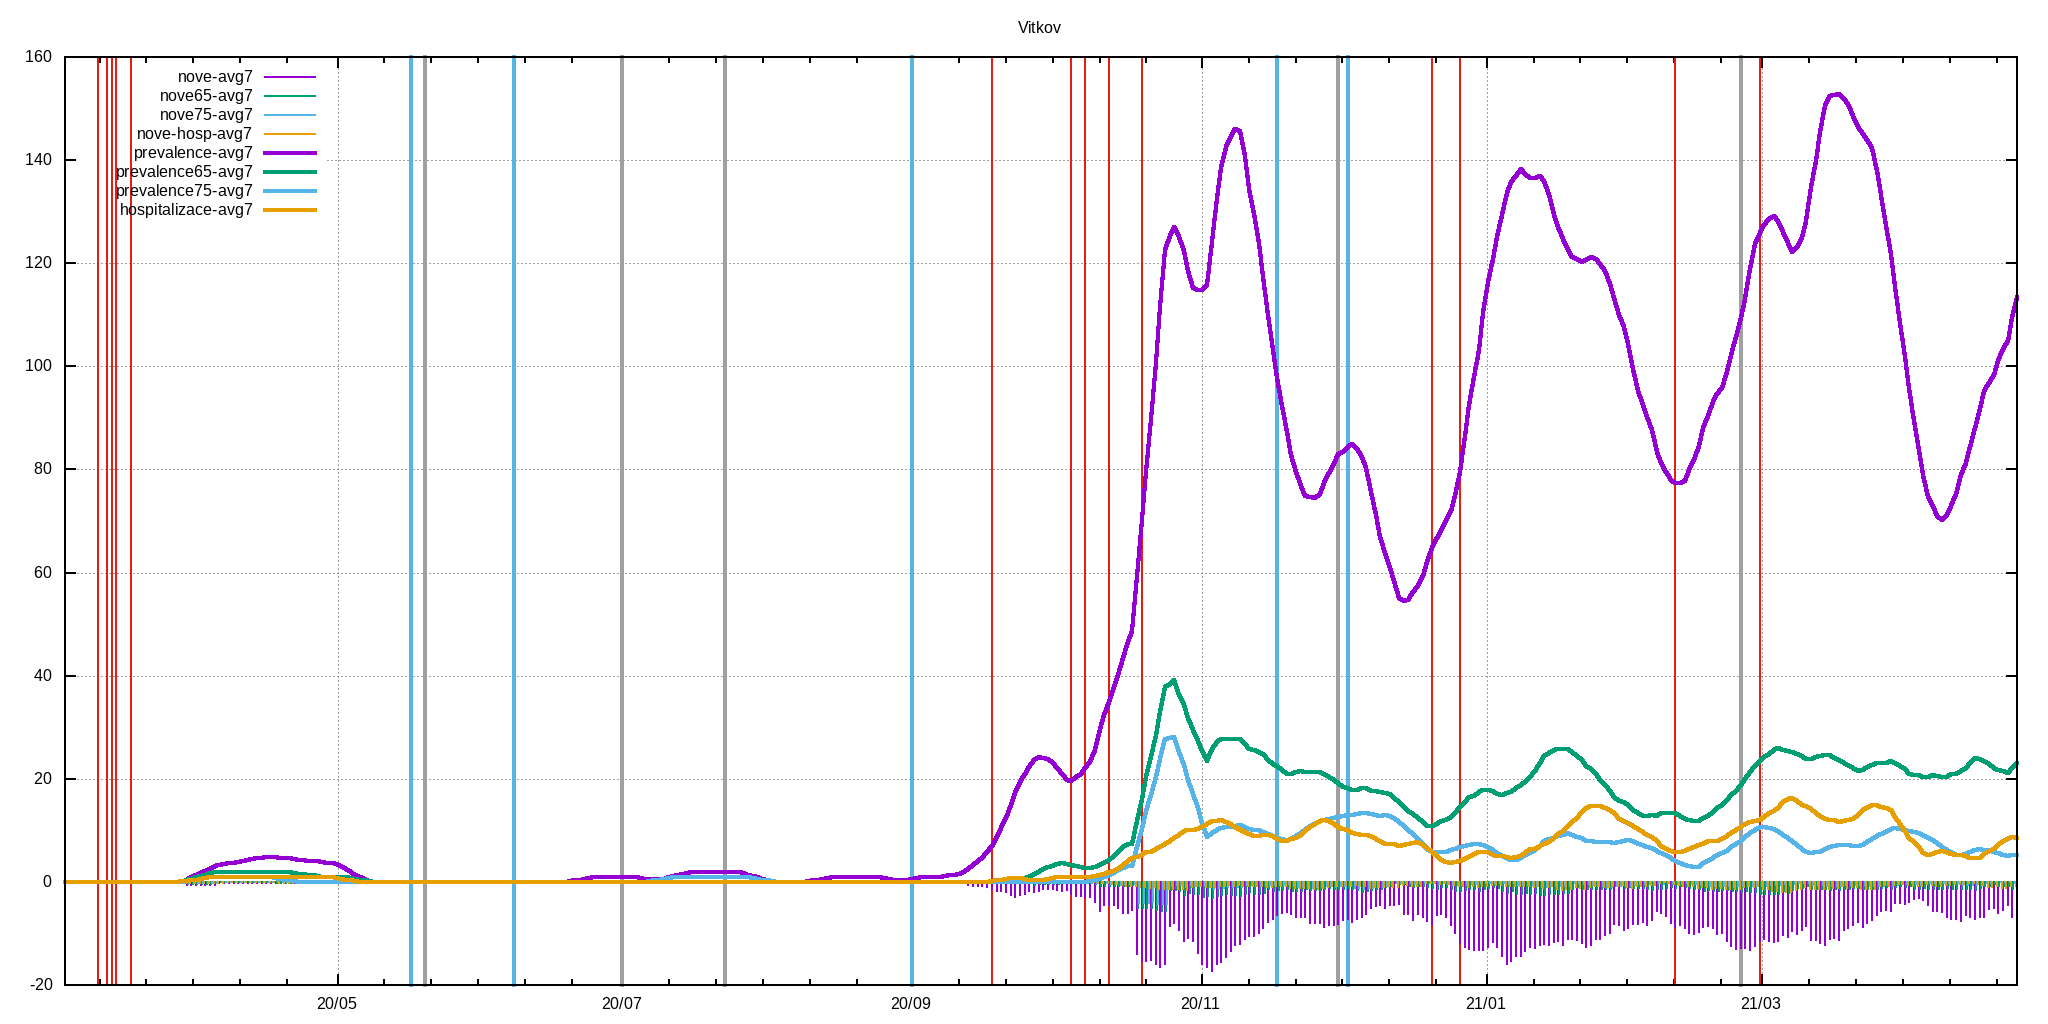 Vitkov
160
140
120
100
80
60
40
20
0
-20
nove-avg7
nove65-avg7
nove75-avg7
nove-hosp-avg7
prevalence-avg7
prevalence65-avg7
prevalence75-avg7
hospitalizace-avg7
20/05
20/07
20/09
20/11
21/01
21/03